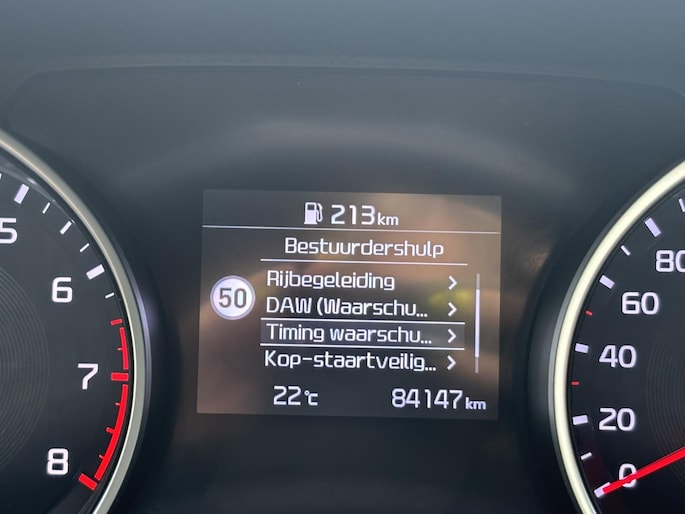 213km
Bestuurdershulp
Rijbegeleiding >
50
DAW (Waarschu... >
Timing waarschu... >
Kop-staartveilig... >
22°c 84147km
5
6
7
8
80
60
40
20
0